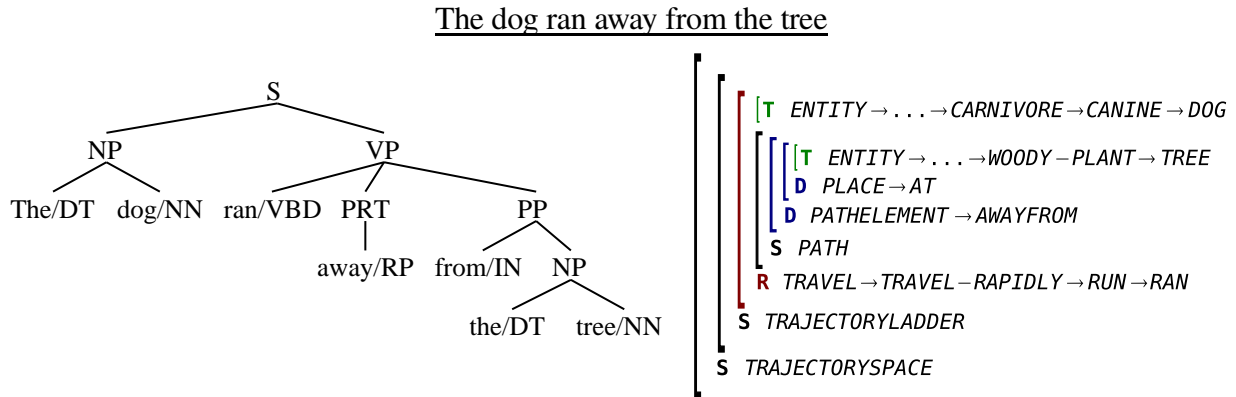 The dog ran away from the tree
S
NP VP
The/DT dog/NN ran/VBD PRT PP
away/RP from/IN NP
the/DT tree/NN
T ENTITY→...→CARNIVORE→CANINE→DOG
T ENTITY→...→WOODY−PLANT→TREE
D PLACE→AT
D PATHELEMENT→AWAYFROM
S PATH
R TRAVEL→TRAVEL−RAPIDLY→RUN→RAN
S TRAJECTORYLADDER
S TRAJECTORYSPACE